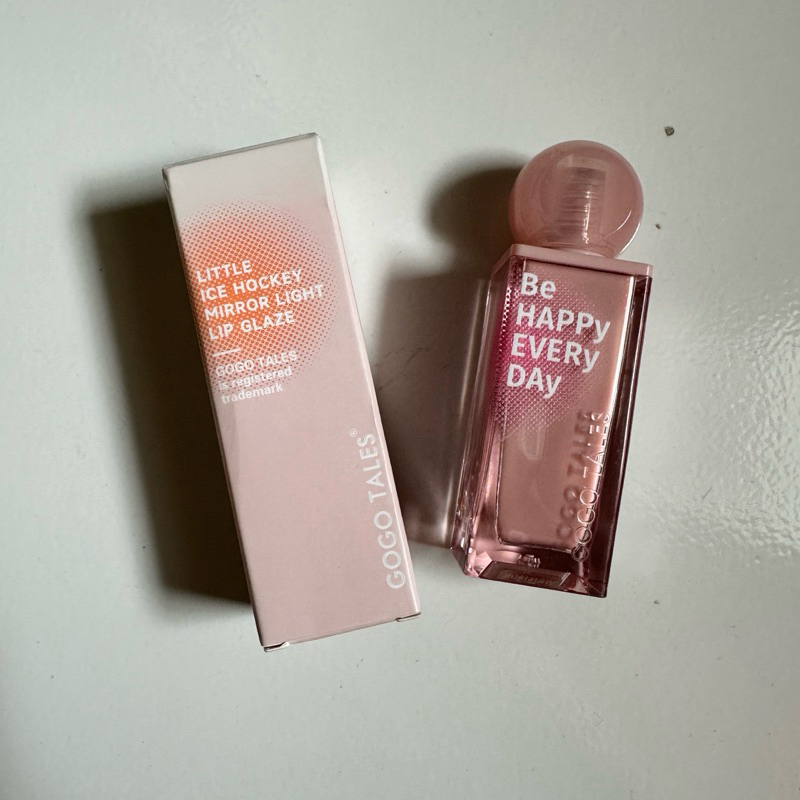 LITTLE
ICE HOCKEY
MIRROR LIGHT
LIP GLAZE
GOGO TALES
is registered
trademark
GOGO TALES®
Be
HAPPy
EVERy
DAy
GOGO TALES